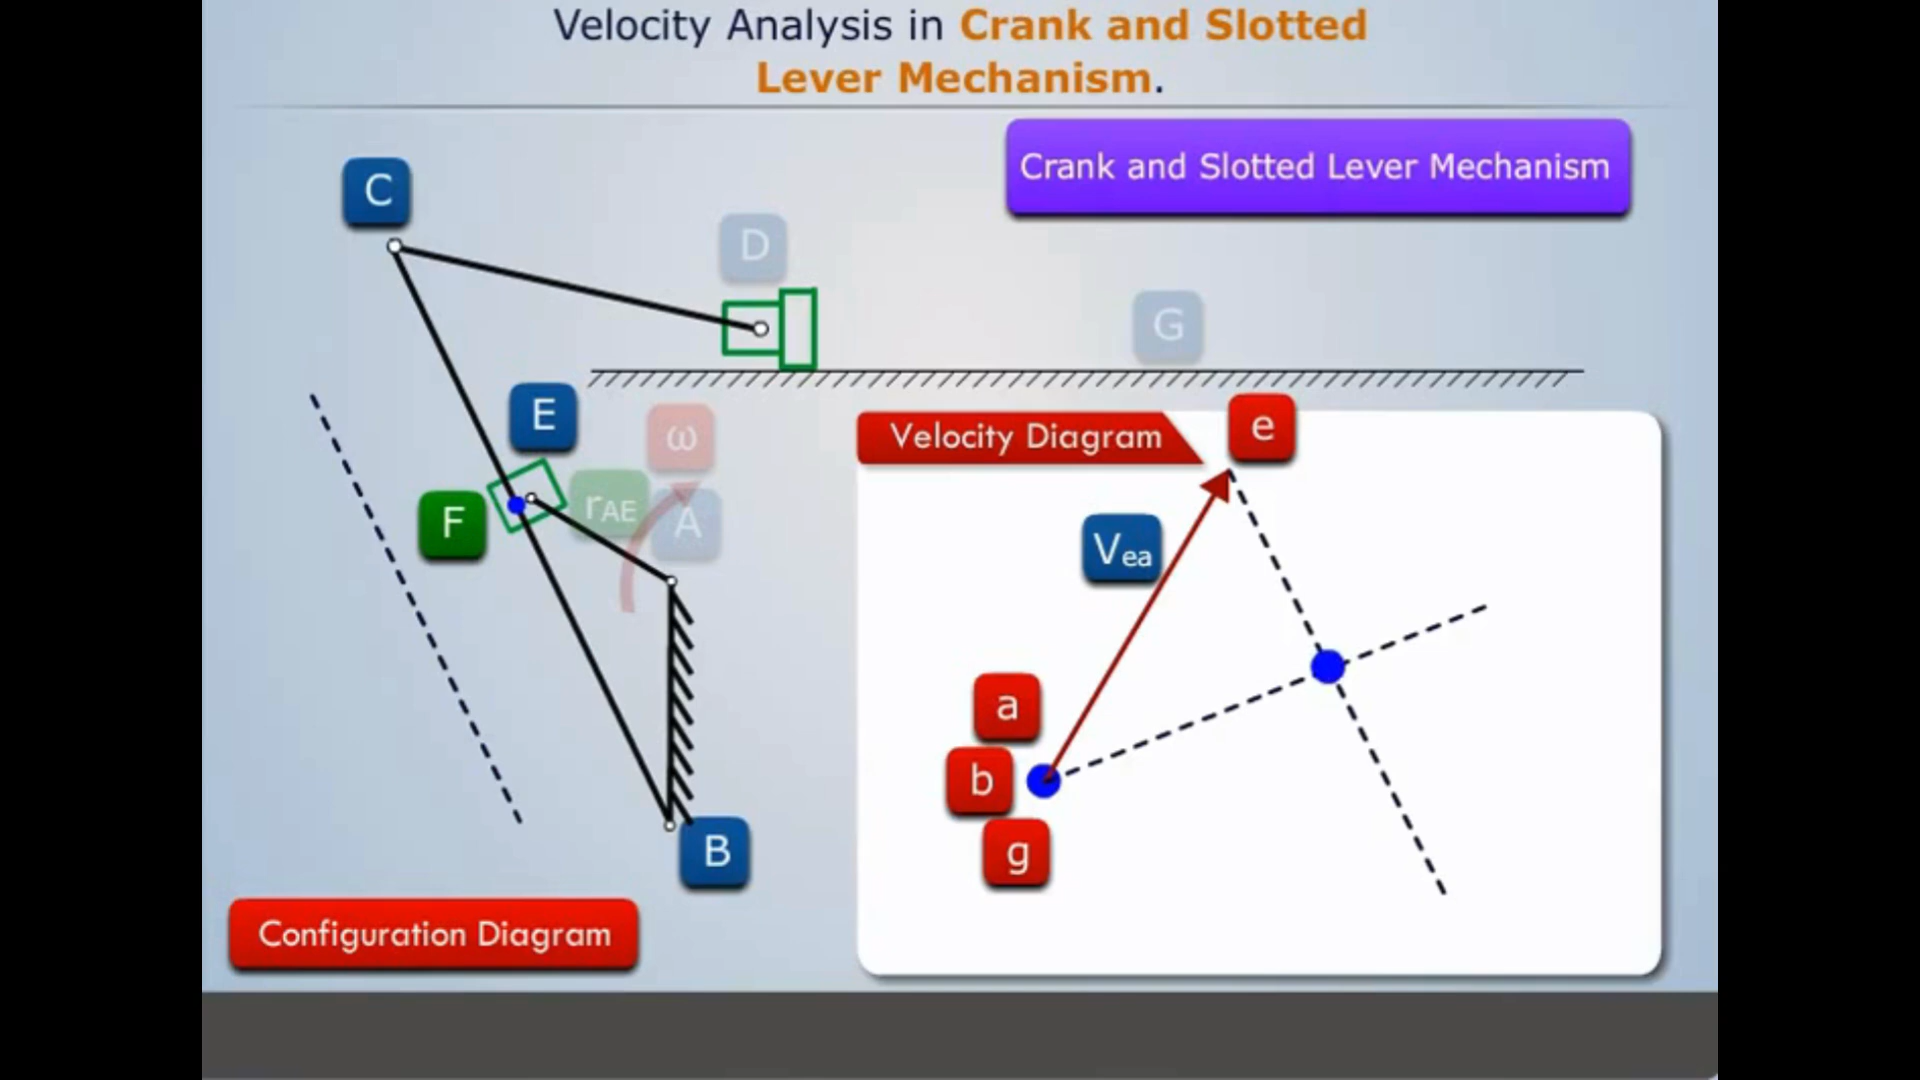 Velocity Analysis in Crank and Slotted
Lever Mechanism.
Crank and Slotted Lever Mechanism
C
D
G
E
ω
Velocity Diagram
e
F
rAE
A
Vea
a
b
B
g
Configuration Diagram